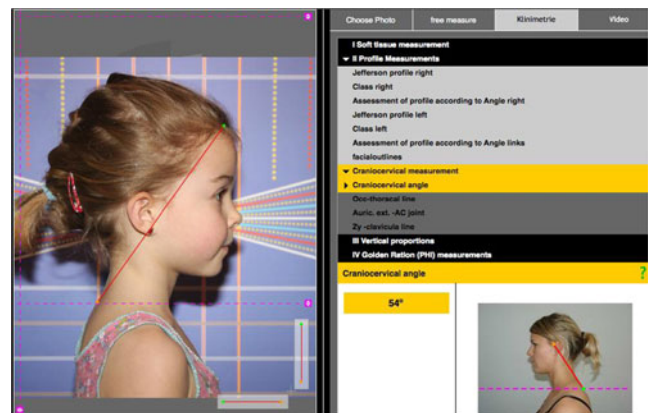 Choose Photo
free measure
Klinimetrie
Video
I Soft tissue measurement
II Profile Measurements
Jefferson profile right
Class right
Assessment of profile according to Angle right
Jefferson profile left
Class left
Assessment of profile according to Angle links
facialoutlines
Craniocervical measurement
Craniocervical angle
Occ-thoracal line
Auric. ext. -AC joint
Zy -clavicula line
III Vertical proportions
IV Golden Ration (PHI) measurements
Craniocervical angle
?
54°